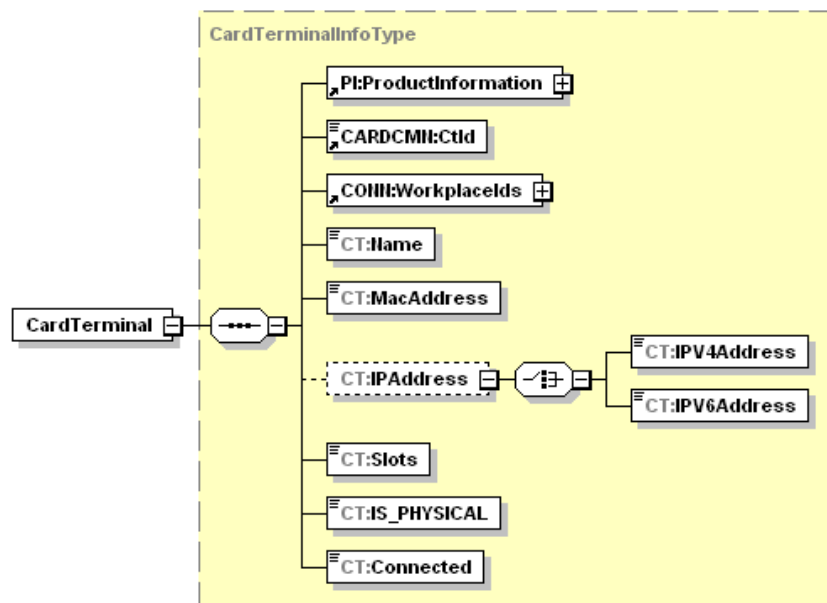 CardTerminalInfoType
PI:ProductInformation
CARDCMN:CtId
CONN:WorkplaceIds
CT:Name
CT:MacAddress
CardTerminal
CT:IPAddress
CT:IPV4Address
CT:IPV6Address
CT:Slots
CT:IS_PHYSICAL
CT:Connected